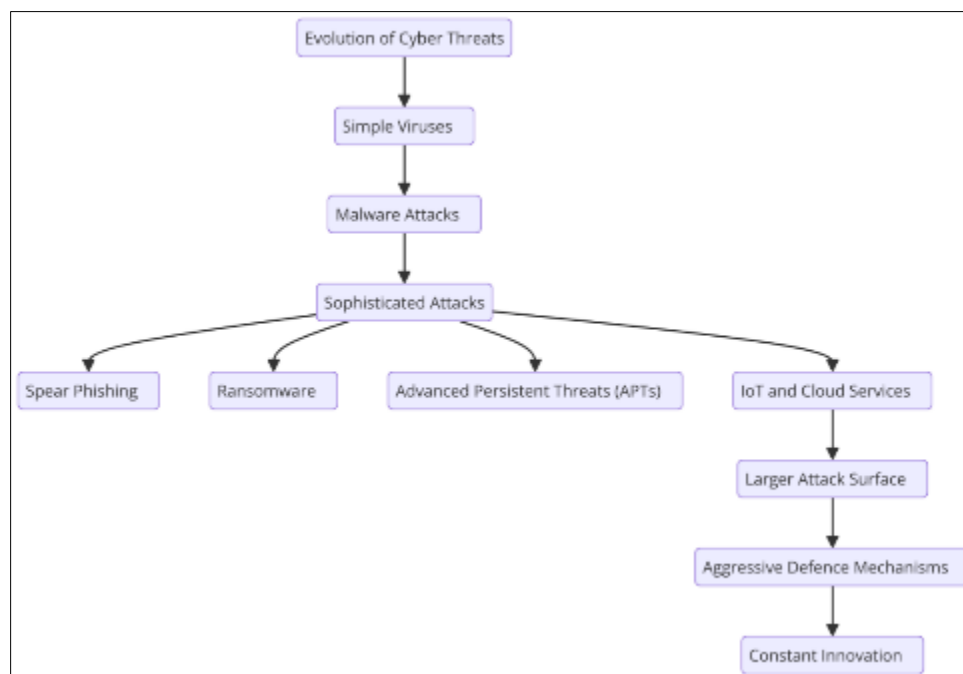 Evolution of Cyber Threats
Simple Viruses
Malware Attacks
Sophisticated Attacks
Spear Phishing
Ransomware
Advanced Persistent Threats (APTs)
IoT and Cloud Services
Larger Attack Surface
Aggressive Defence Mechanisms
Constant Innovation